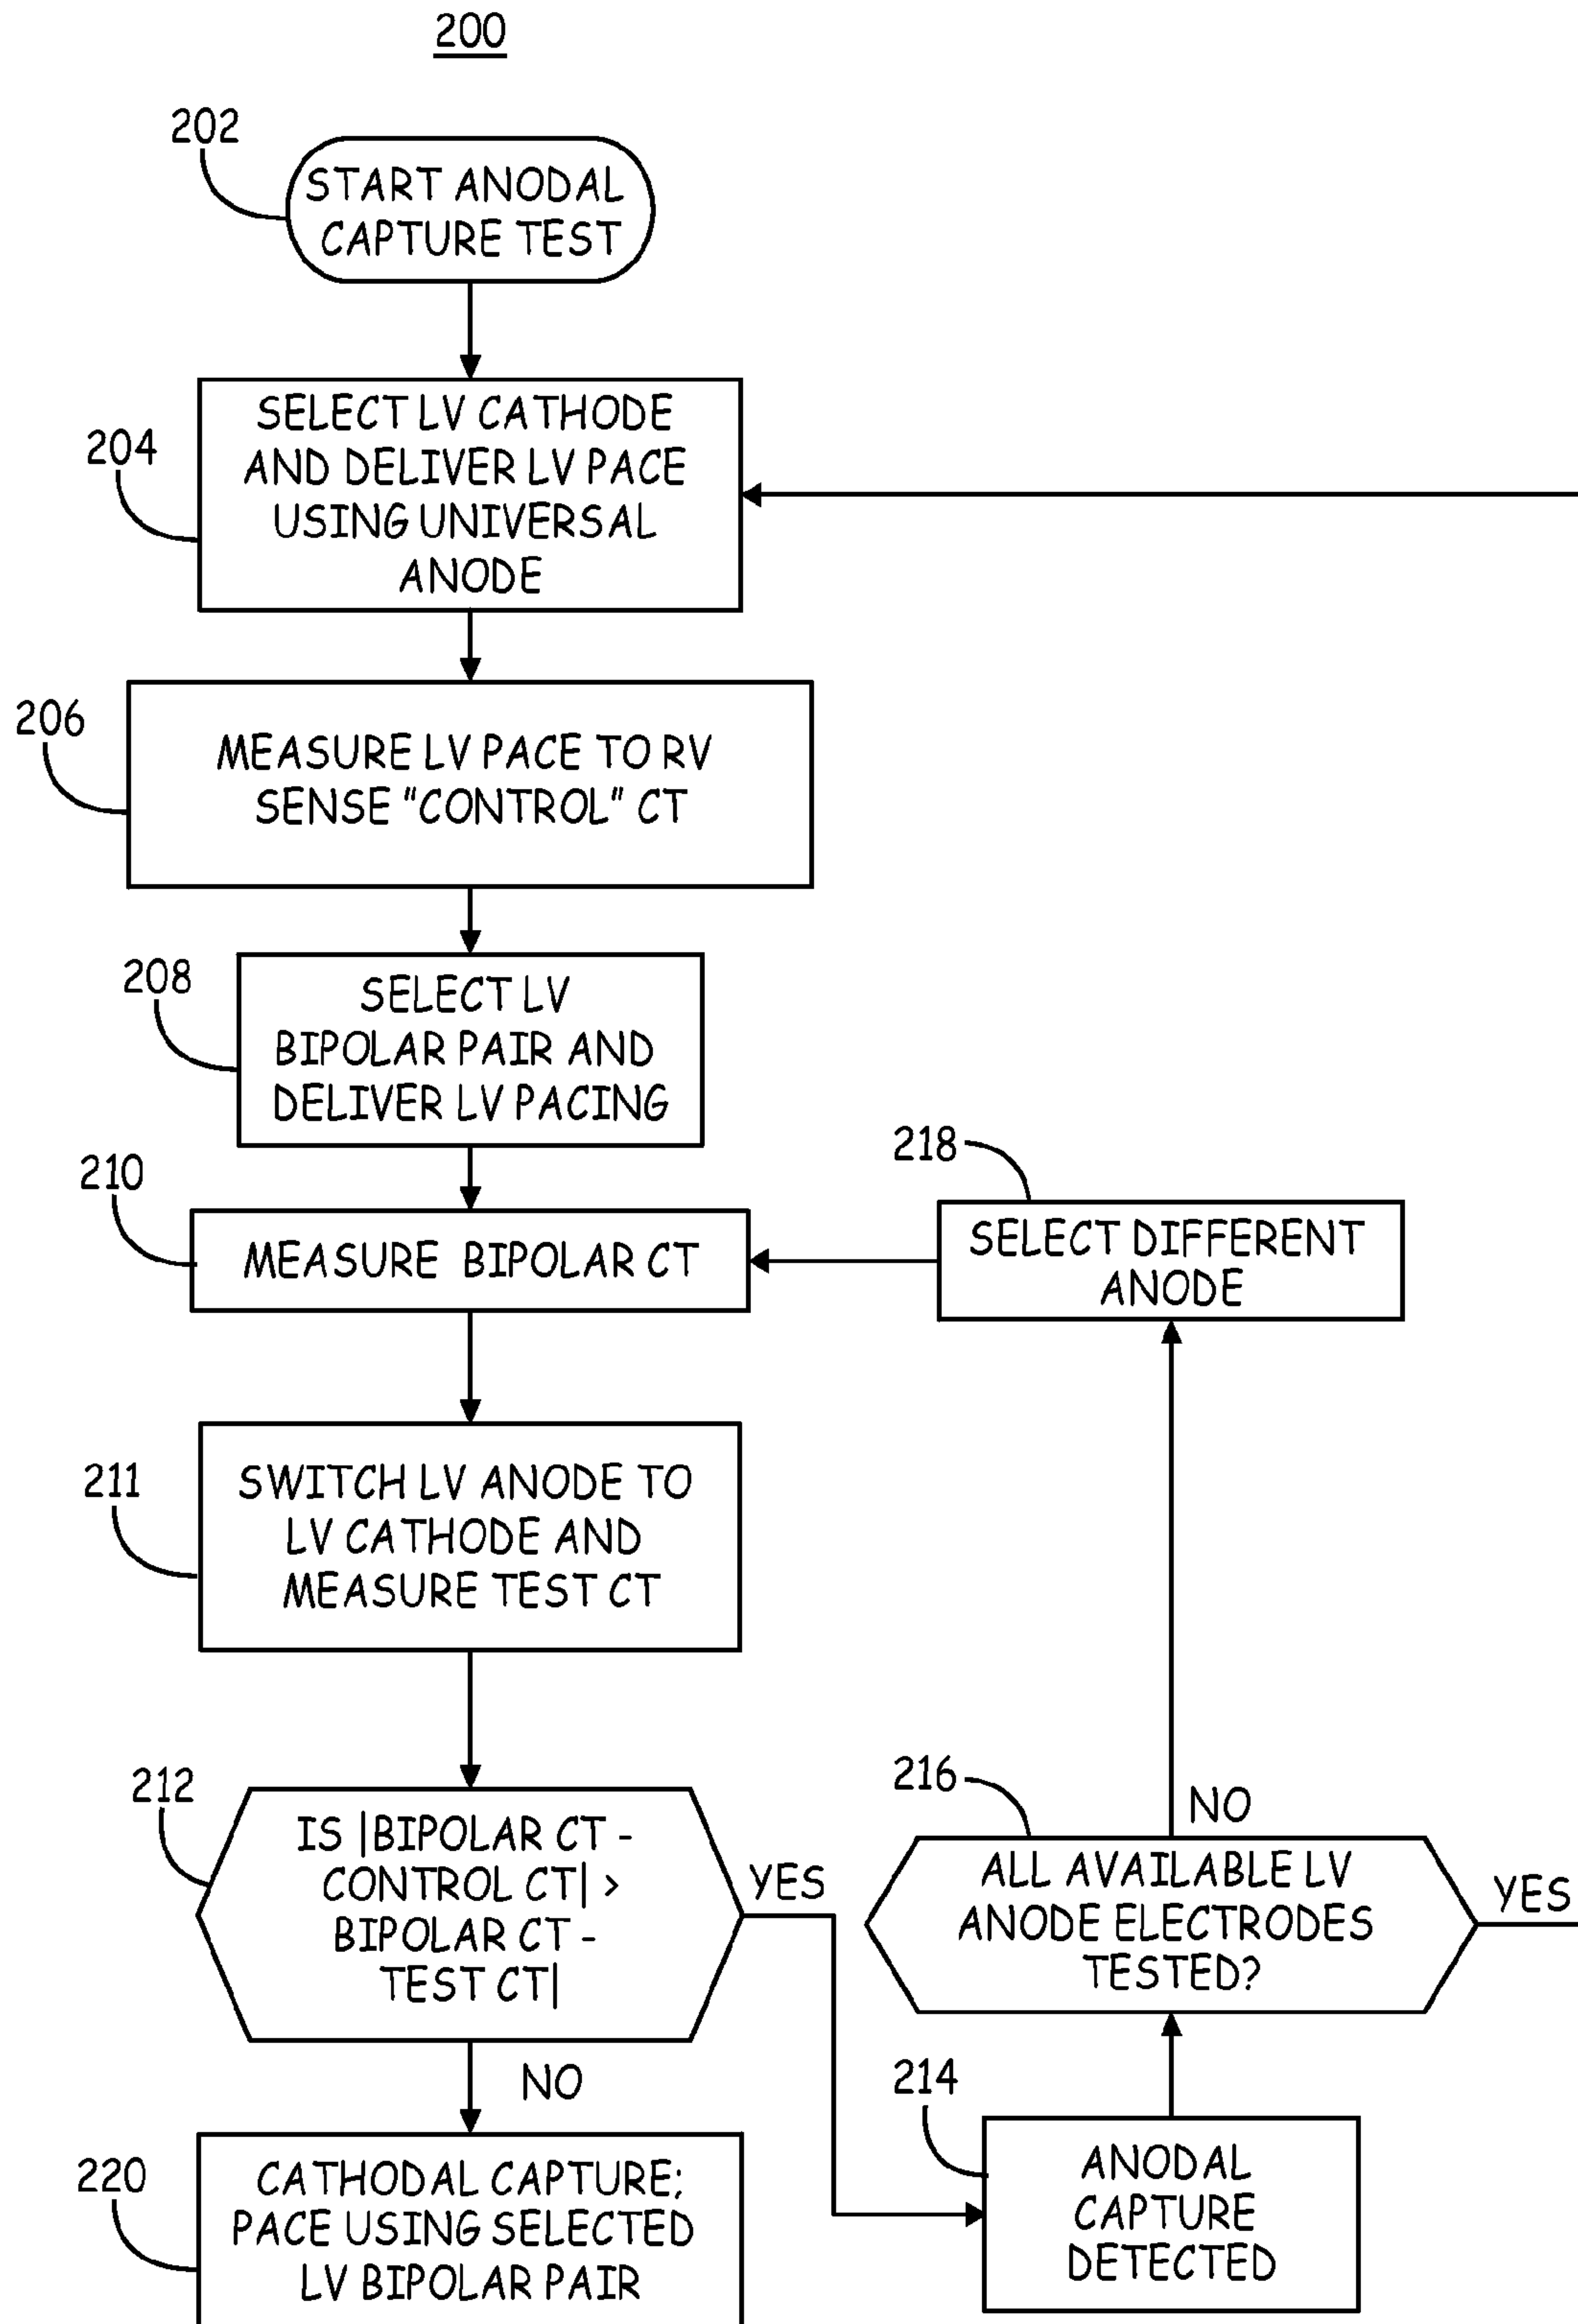 200
202
START ANODAL
CAPTURE TEST
204
SELECT LV CATHODE
AND DELIVER LV PACE
USING UNIVERSAL
ANODE
206
MEASURE LV PACE TO RV
SENSE "CONTROL" CT
208
SELECT LV
BIPOLAR PAIR AND
DELIVER LV PACING
210
MEASURE BIPOLAR CT
218
SELECT DIFFERENT
ANODE
211
SWITCH LV ANODE TO
LV CATHODE AND
MEASURE TEST CT
212
IS |BIPOLAR CT -
CONTROL CT| >
BIPOLAR CT -
TEST CT|
YES
NO
216
NO
ALL AVAILABLE LV
ANODE ELECTRODES
TESTED?
YES
214
ANODAL
CAPTURE
DETECTED
220
CATHODAL CAPTURE;
PACE USING SELECTED
LV BIPOLAR PAIR